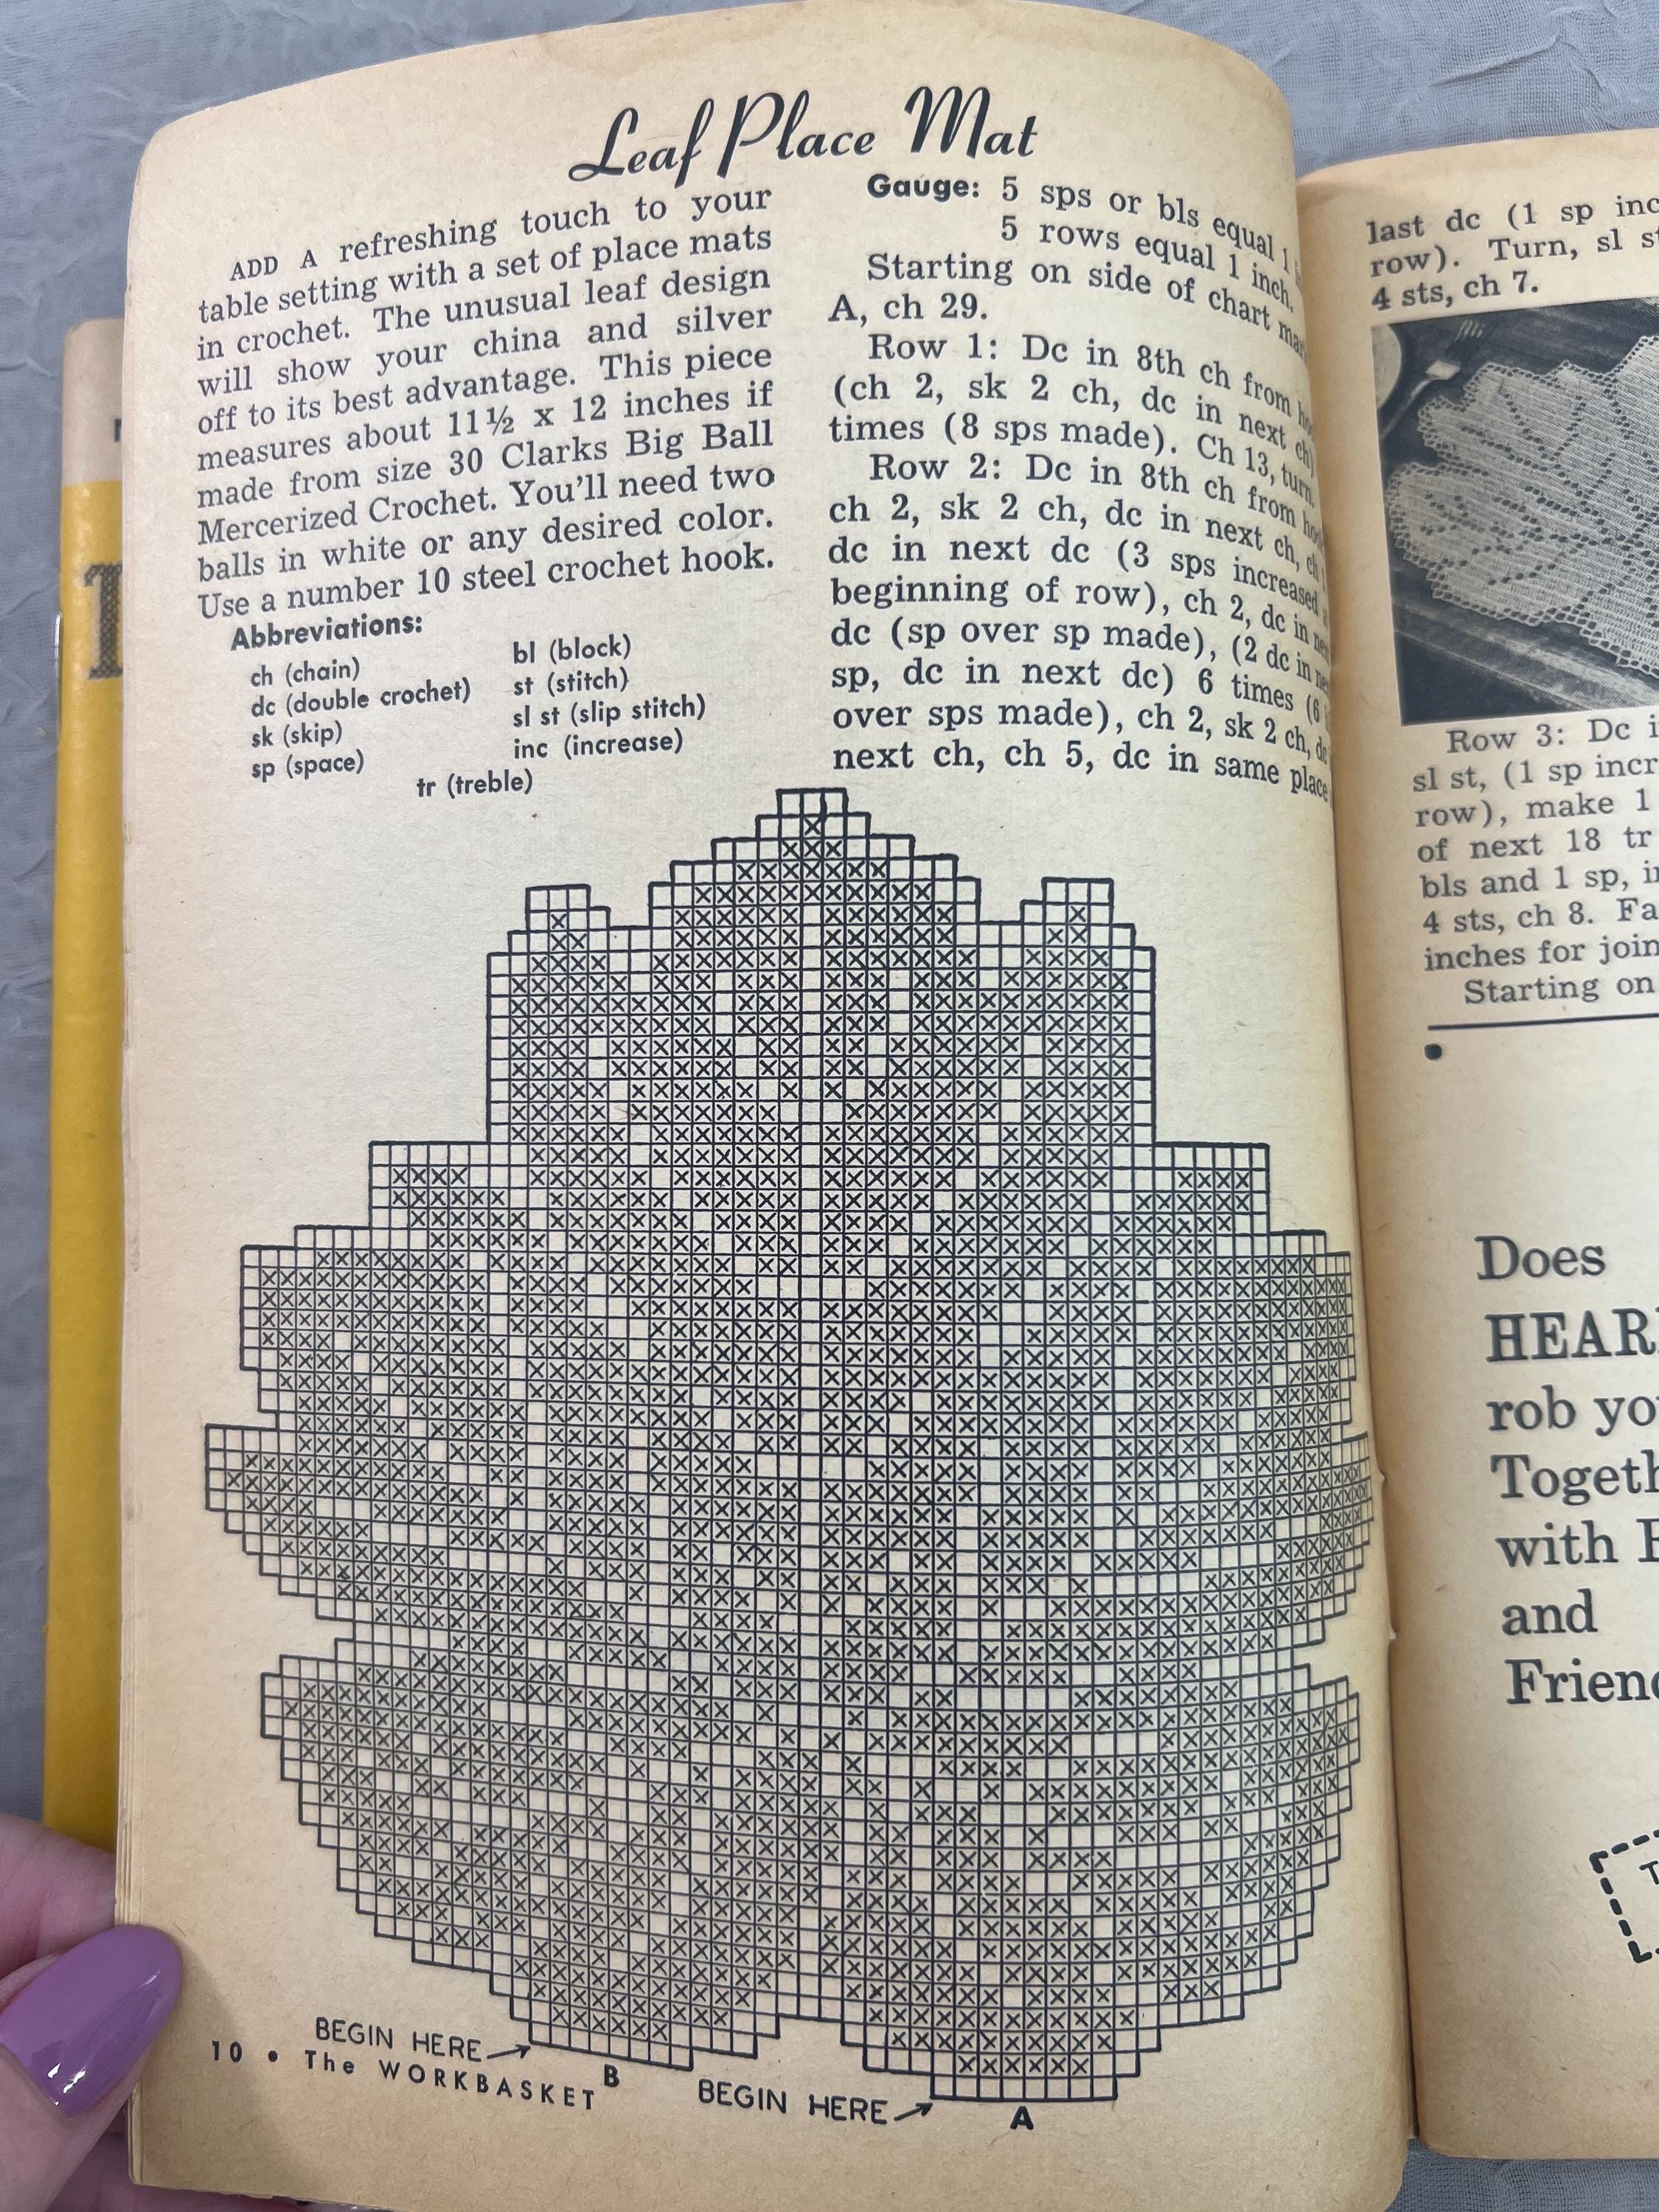 Leaf Place Mat
ADD A refreshing touch to your
table setting with a set of place mats
in crochet. The unusual leaf design
will show your china and silver
off to its best advantage. This piece
measures about 11½ x 12 inches if
made from size 30 Clarks Big Ball
Mercerized Crochet. You'll need two
balls in white or any desired color.
Use a number 10 steel crochet hook.
Abbreviations:
ch (chain)
dc (double crochet)
sk (skip)
sp (space)
bl (block)
st (stitch)
sl st (slip stitch)
inc (increase)
tr (treble)
Gauge: 5 sps or bls equal 1
5 rows equal 1 inch.
Starting on side of chart
A, ch 29.
Row 1: Dc in 8th ch from
(ch 2, sk 2 ch, dc in next ch)
times (8 sps made). Ch 13, turn.
Row 2: Dc in 8th ch from
ch 2, sk 2 ch, dc in next ch, ch
dc in next dc (3 sps increased
beginning of row), ch 2, dc in
dc (sp over sp made), (2 dc in
sp, dc in next dc) 6 times (6
over sps made), ch 2, sk 2 ch,
next ch, ch 5, dc in same place
BEGIN HERE
B
BEGIN HERE
A
10 • The WORKBASKET
last dc (1 sp inc
row). Turn, sl
4 sts, ch 7.
Row 3: Dc
sl st, (1 sp
row), make 1
of next 18 tr
bls and 1 sp,
4 sts, ch 8.
inches for
Starting on
Does
rob
with
and